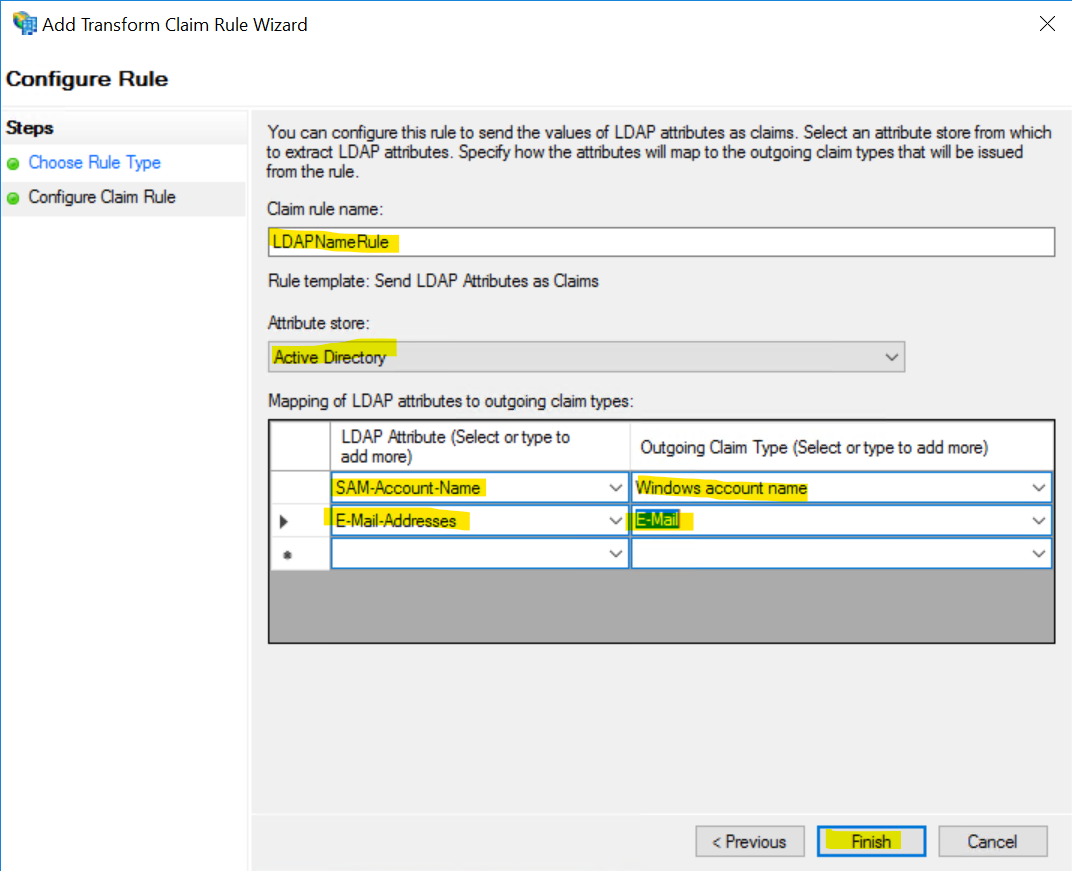 Add Transform Claim Rule Wizard
Configure Rule
Steps
Choose Rule Type
Configure Claim Rule
You can configure this rule to send the values of LDAP attributes as claims. Select an attribute store from which
to extract LDAP attributes. Specify how the attributes will map to the outgoing claim types that will be issued
from the rule.
Claim rule name:
LDAPNameRule
Rule template: Send LDAP Attributes as Claims
Attribute store:
Active Directory
Mapping of LDAP attributes to outgoing claim types:
LDAP Attribute (Select or type to
add more)
Outgoing Claim Type (Select or type to add more)
SAM-Account-Name
Windows account name
E-Mail-Addresses
E-Mail
< Previous
Finish
Cancel